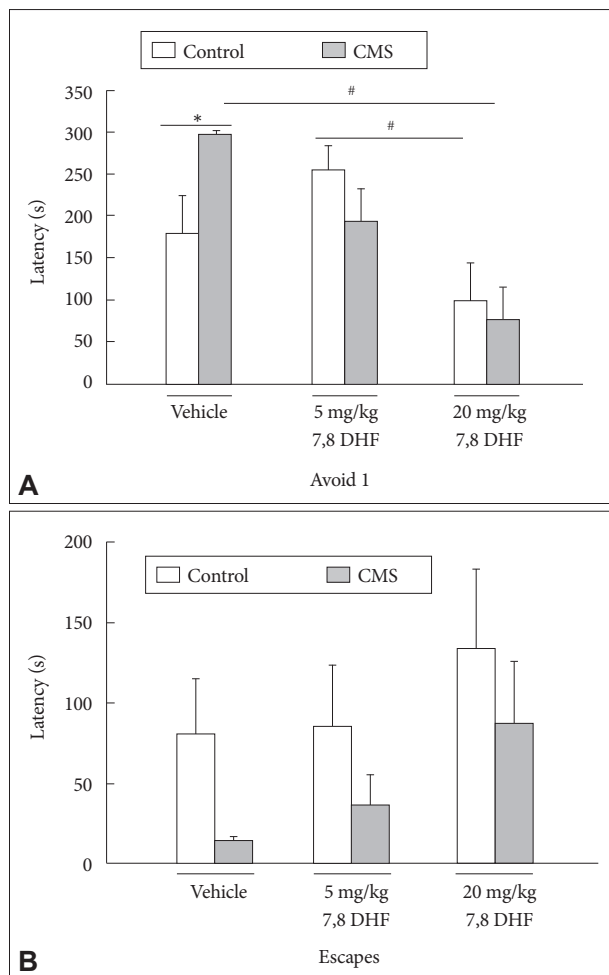 Control CMS
350
300
250
200
150
100
50
0
Latency (s)
*
#
#
Vehicle 5 mg/kg 20 mg/kg
7,8 DHF 7,8 DHF
Avoid 1
A
200
150
100
50
0
Latency (s)
Control CMS
Vehicle 5 mg/kg 20 mg/kg
7,8 DHF 7,8 DHF
Escapes
B